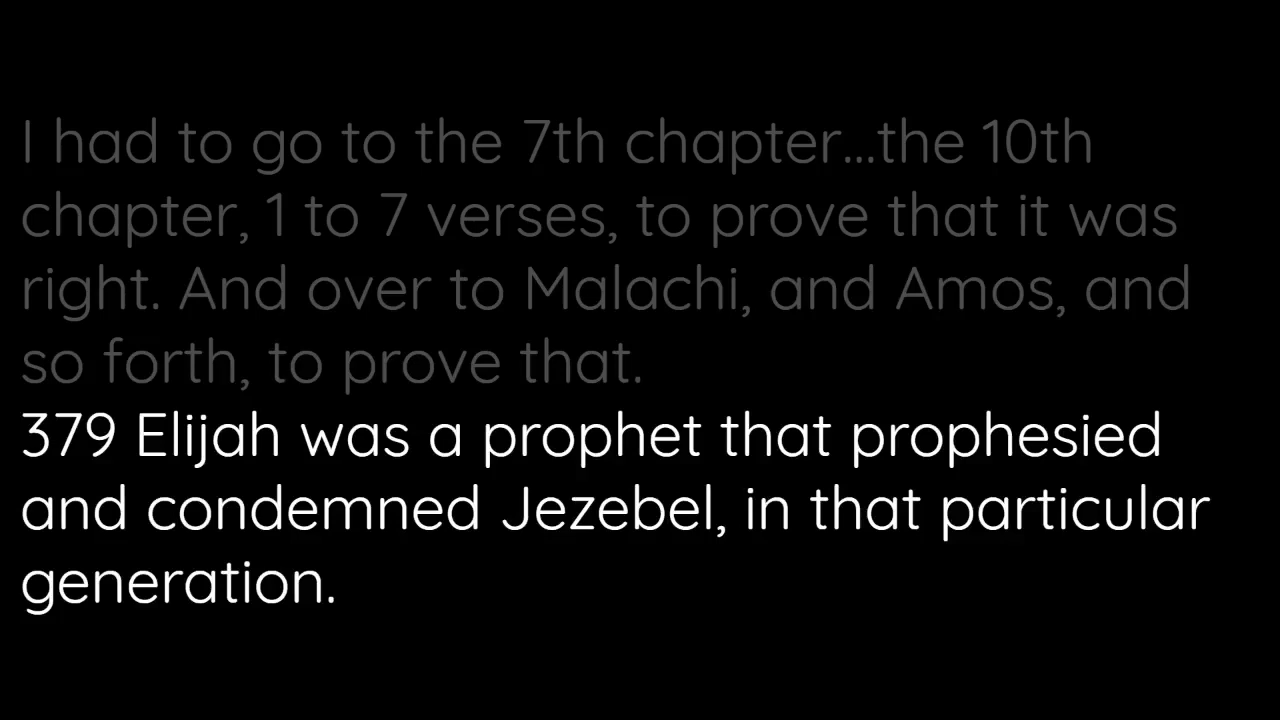 I had to go to the 7th chapter...the 10th
chapter, 1 to 7 verses, to prove that it was
right. And over to Malachi, and Amos, and
so forth, to prove that.
379 Elijah was a prophet that prophesied
and condemned Jezebel, in that particular
generation.